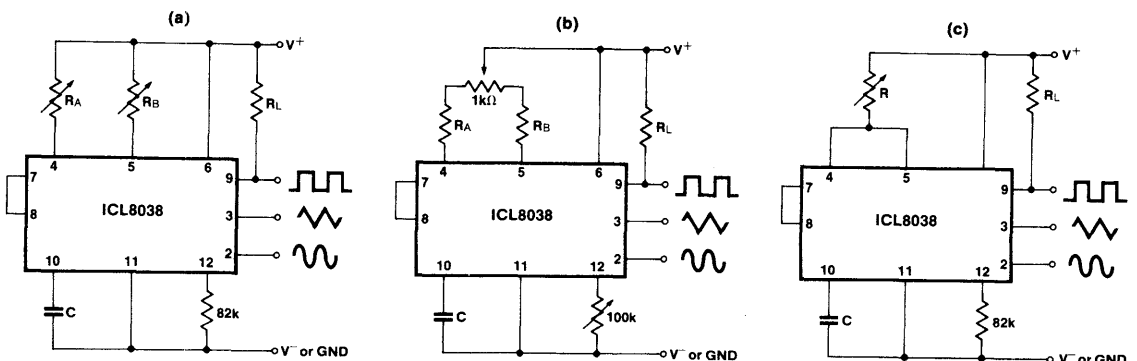 (a)
V+
RA
RB
RL
4
5
6
7
8
ICL8038
9
3
2
10
11
12
C
82k
V− or GND
(b)
V+
1kΩ
RA
RB
RL
4
5
6
7
8
ICL8038
9
3
2
10
11
12
C
100k
V− or GND
(c)
V+
R
RL
4
5
6
7
8
ICL8038
9
3
2
10
11
12
C
82k
V− or GND